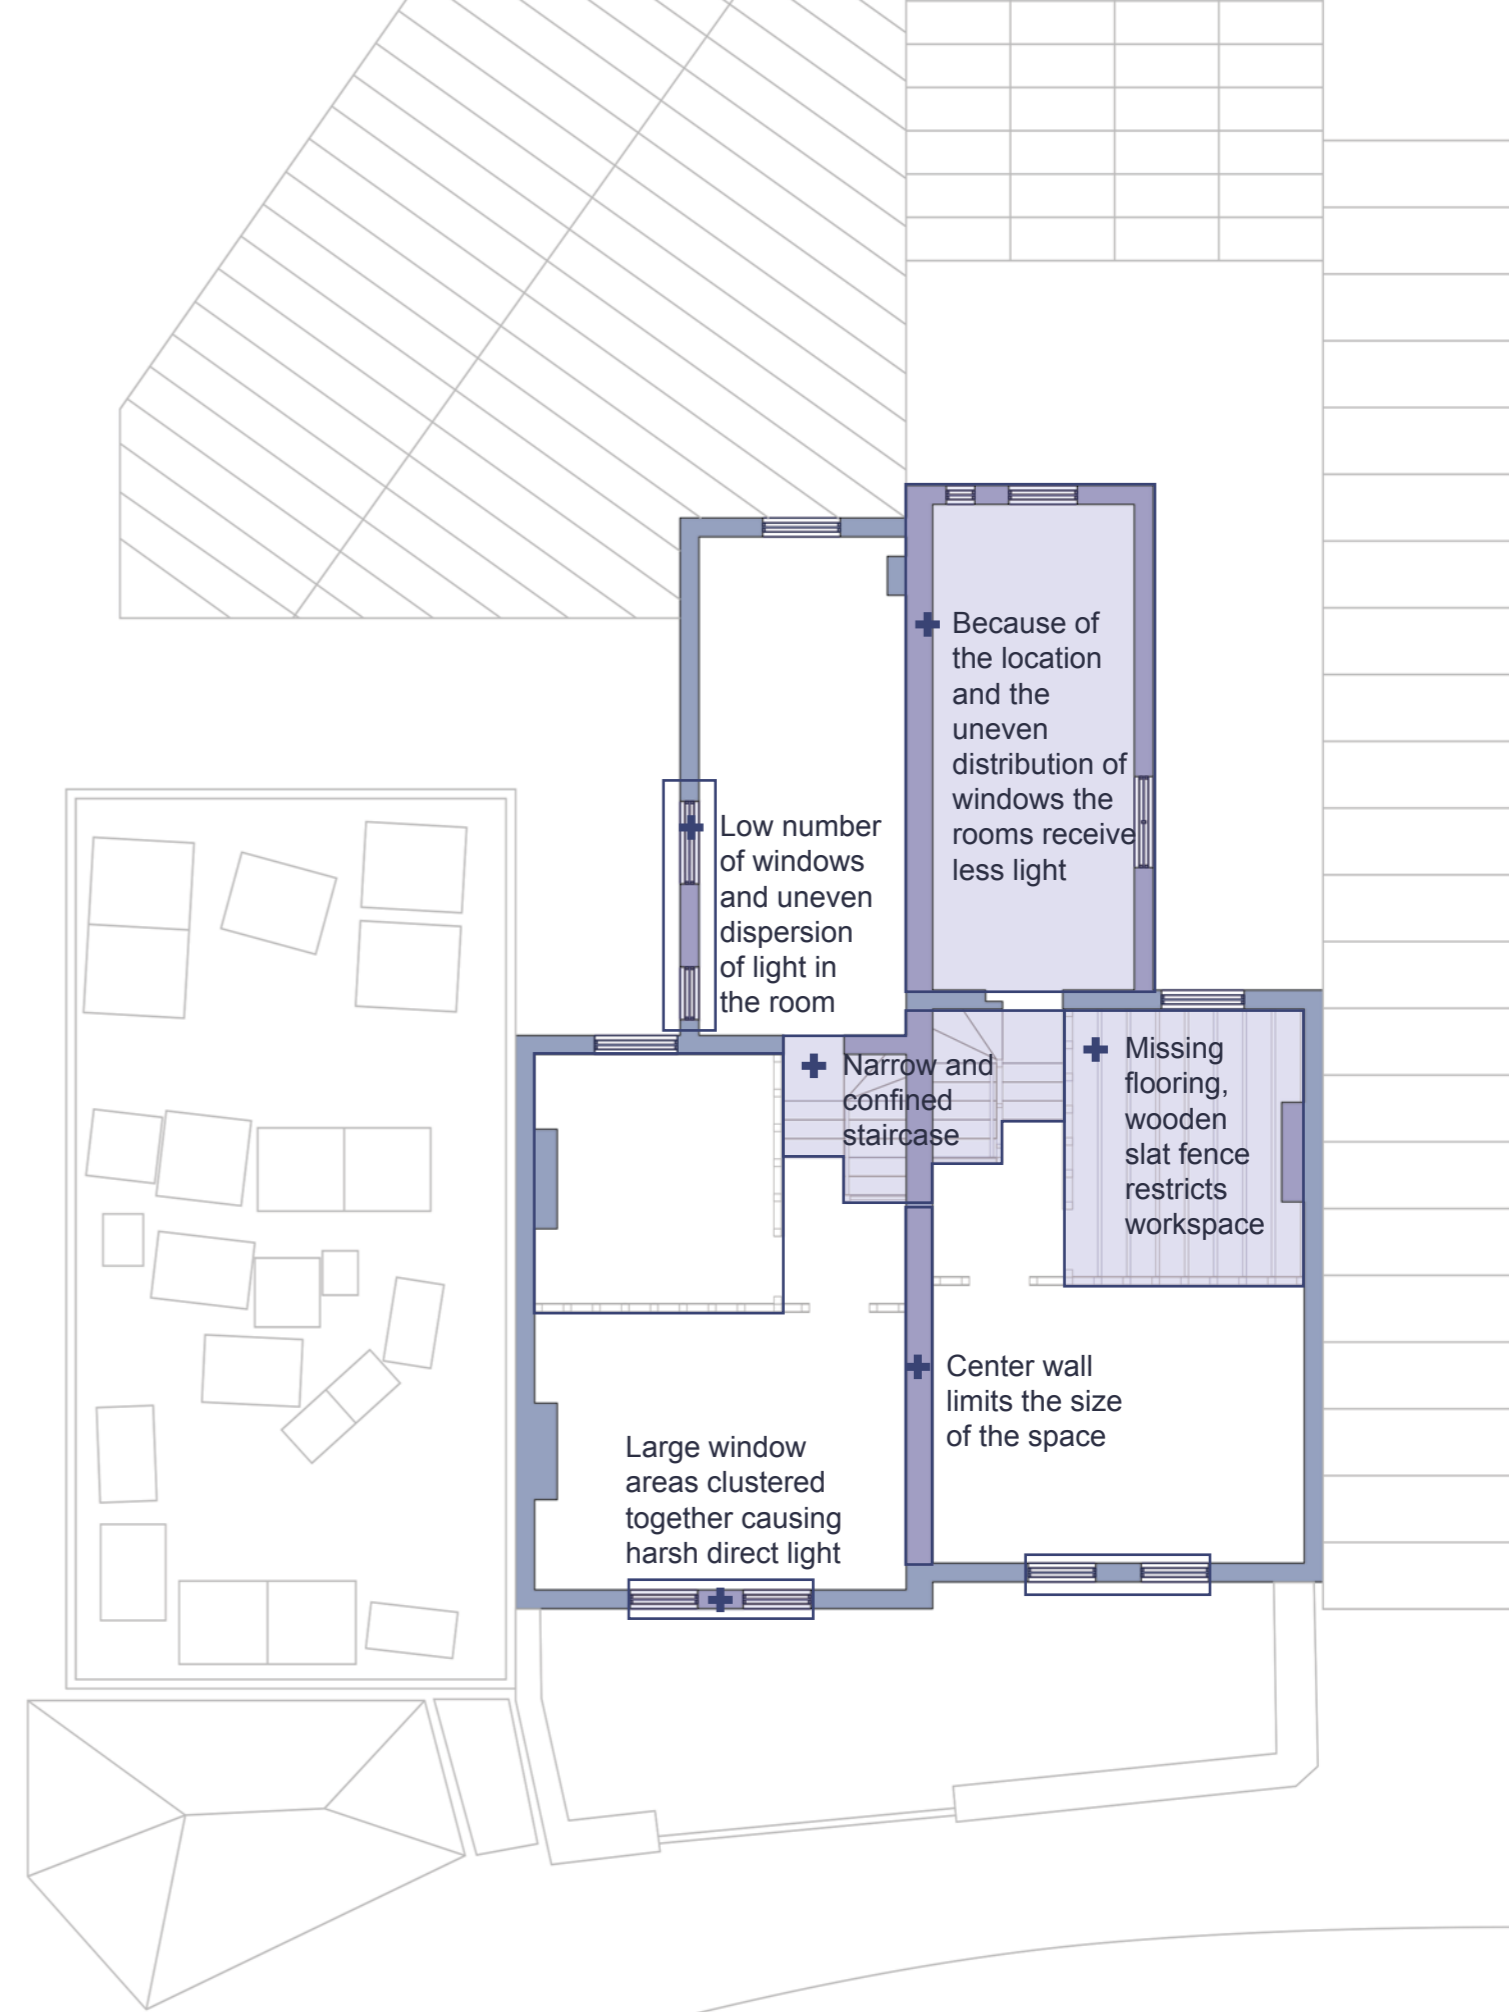 Because of
the location
and the
uneven
distribution of
windows the
rooms receive
less light
Low number
of windows
and uneven
dispersion
of light in
the room
Narrow and
confined
staircase
Missing
flooring,
wooden
slat fence
restricts
workspace
Center wall
limits the size
of the space
Large window
areas clustered
together causing
harsh direct light